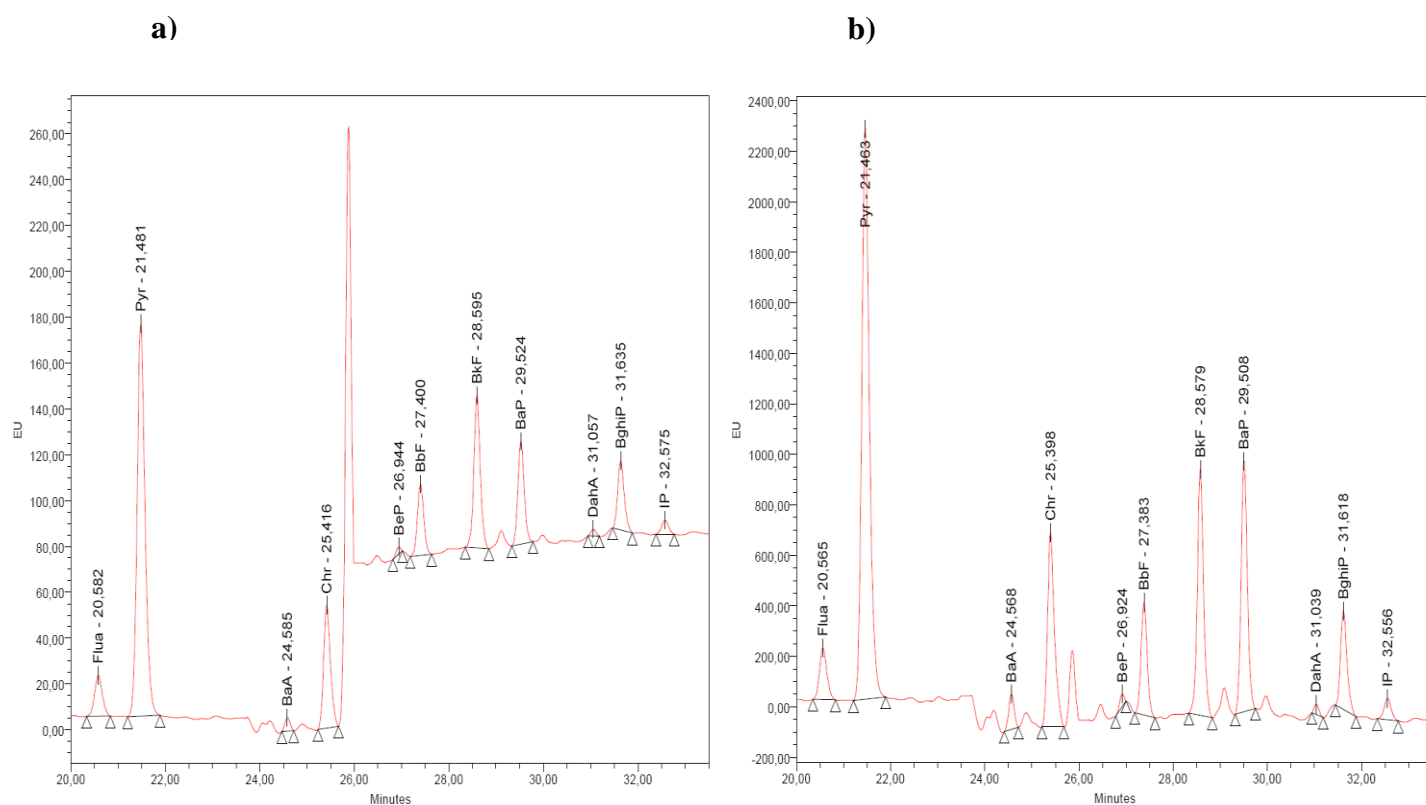 a)
b)
260,00
240,00
220,00
200,00
180,00
160,00
140,00
120,00
100,00
80,00
60,00
40,00
20,00
0,00
EU
Flua - 20,582
Pyr - 21,481
BaA - 24,585
Chr - 25,416
BeP - 26,944
BbF - 27,400
BkF - 28,595
BaP - 29,524
DahA - 31,057
BghiP - 31,635
IP - 32,575
20,00 22,00 24,00 26,00 28,00 30,00 32,00
Minutes
2400,00
2200,00
2000,00
1800,00
1600,00
1400,00
1200,00
1000,00
800,00
600,00
400,00
200,00
0,00
-200,00
EU
Flua - 20,565
Pyr - 21,463
BaA - 24,568
Chr - 25,398
BeP - 26,924
BbF - 27,383
BkF - 28,579
BaP - 29,508
DahA - 31,039
BghiP - 31,618
IP - 32,556
20,00 22,00 24,00 26,00 28,00 30,00 32,00
Minutes